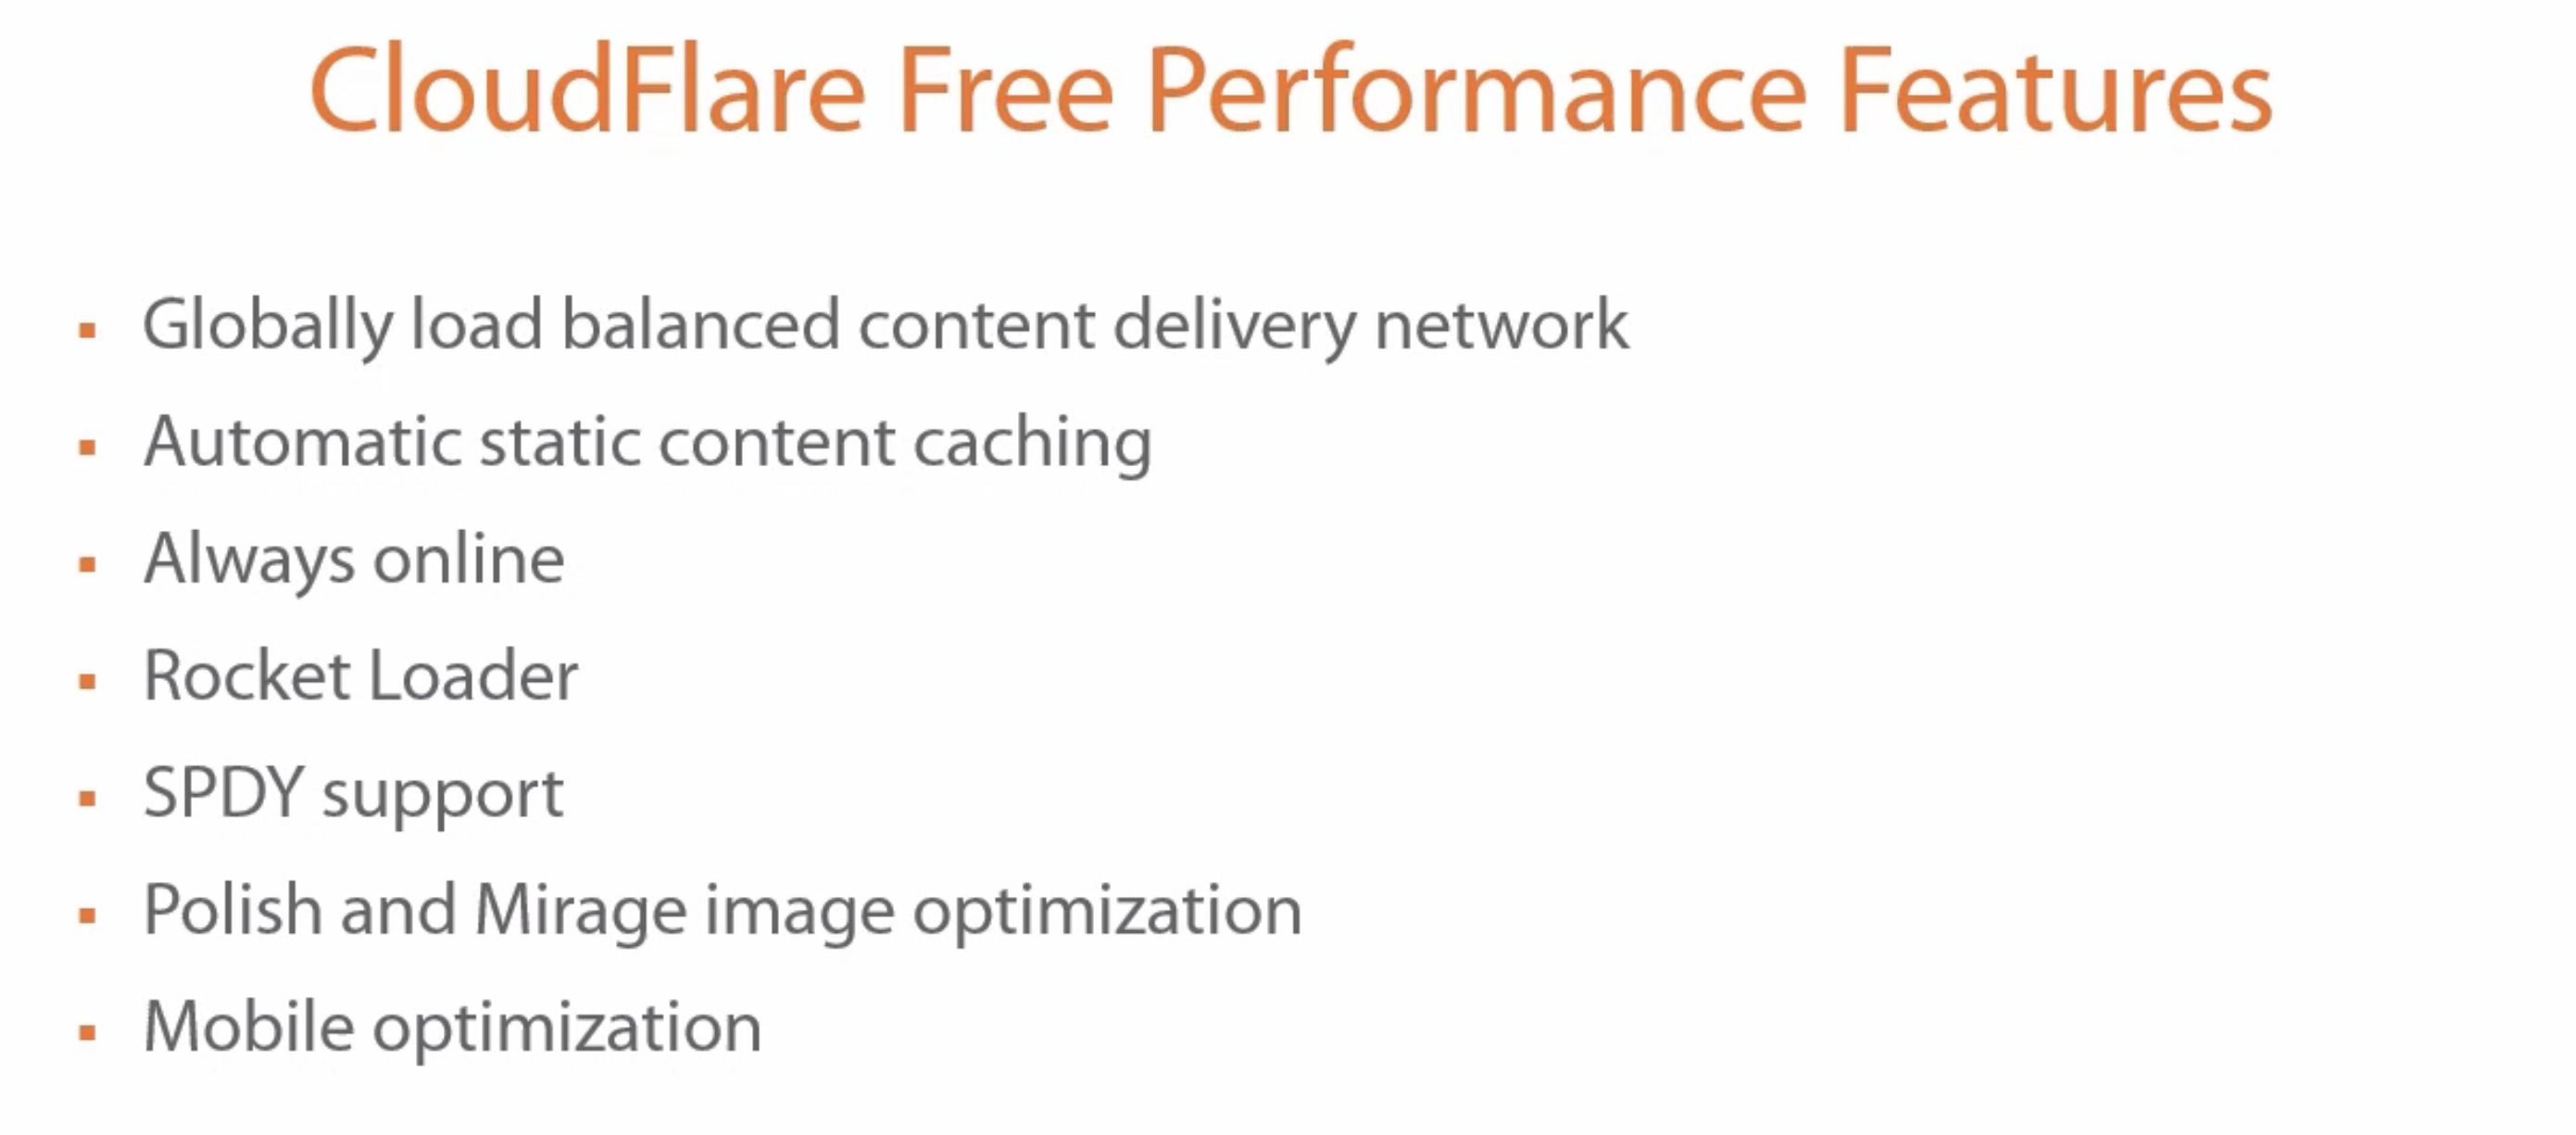 CloudFlare Free Performance Features
Globally load balanced content delivery network
Automatic static content caching
Always online
Rocket Loader
SPDY support
Polish and Mirage image optimization
Mobile optimization